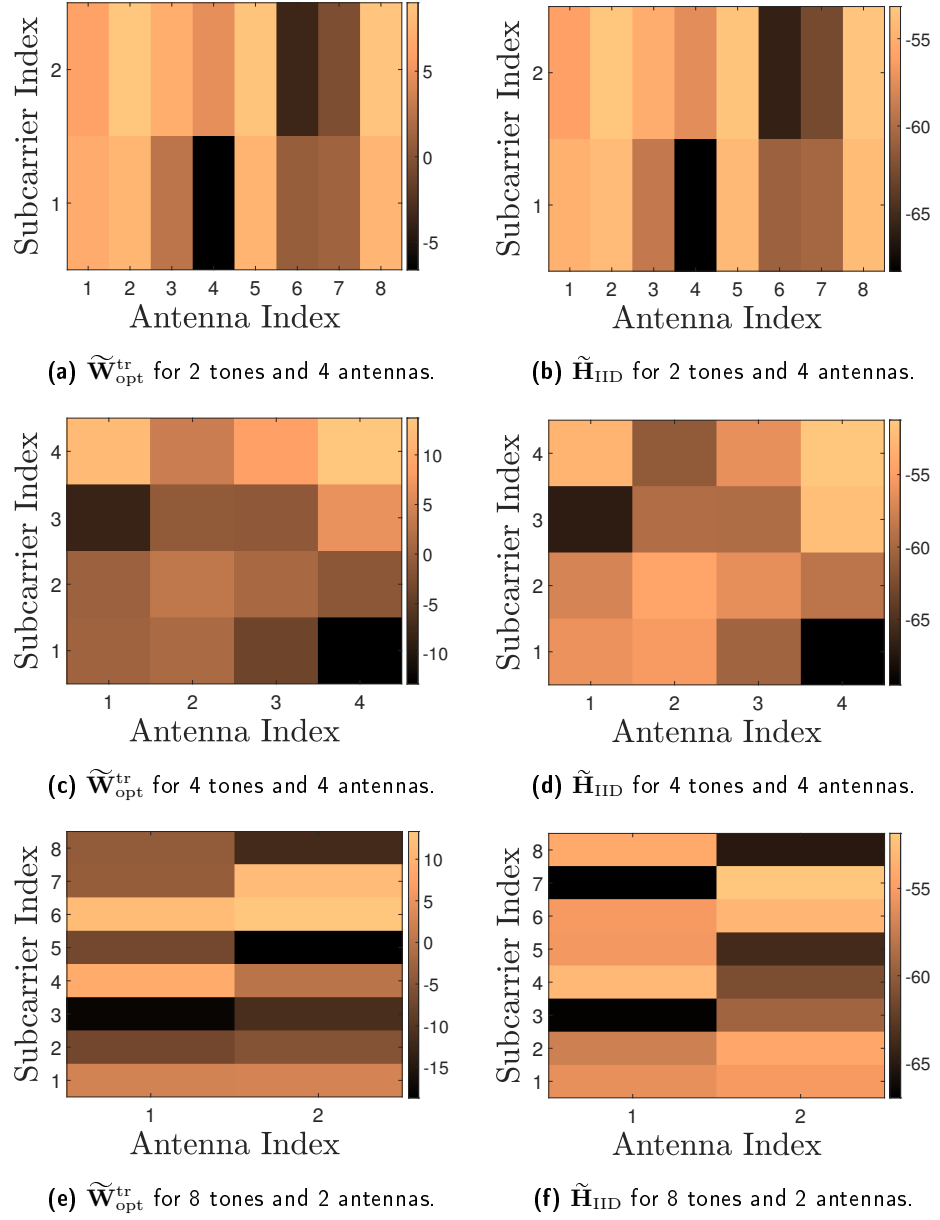 Subcarrier Index
2
1
1 2 3 4 5 6 7 8
Antenna Index
5
0
-5
(a) W̃ᵗʳₒₚₜ for 2 tones and 4 antennas.
Subcarrier Index
2
1
1 2 3 4 5 6 7 8
Antenna Index
-55
-60
-65
(b) H̃_IID for 2 tones and 4 antennas.
Subcarrier Index
4
3
2
1
1 2 3 4
Antenna Index
10
5
0
-5
-10
(c) W̃ᵗʳₒₚₜ for 4 tones and 4 antennas.
Subcarrier Index
4
3
2
1
1 2 3 4
Antenna Index
-55
-60
-65
(d) H̃_IID for 4 tones and 4 antennas.
Subcarrier Index
8
7
6
5
4
3
2
1
1 2
Antenna Index
10
5
0
-5
-10
-15
(e) W̃ᵗʳₒₚₜ for 8 tones and 2 antennas.
Subcarrier Index
8
7
6
5
4
3
2
1
1 2
Antenna Index
-55
-60
-65
(f) H̃_IID for 8 tones and 2 antennas.